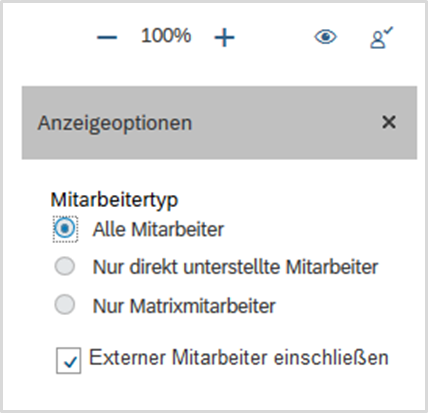 100%
Anzeigeoptionen
Mitarbeitertyp
Alle Mitarbeiter
Nur direkt unterstellte Mitarbeiter
Nur Matrixmitarbeiter
Externer Mitarbeiter einschließen